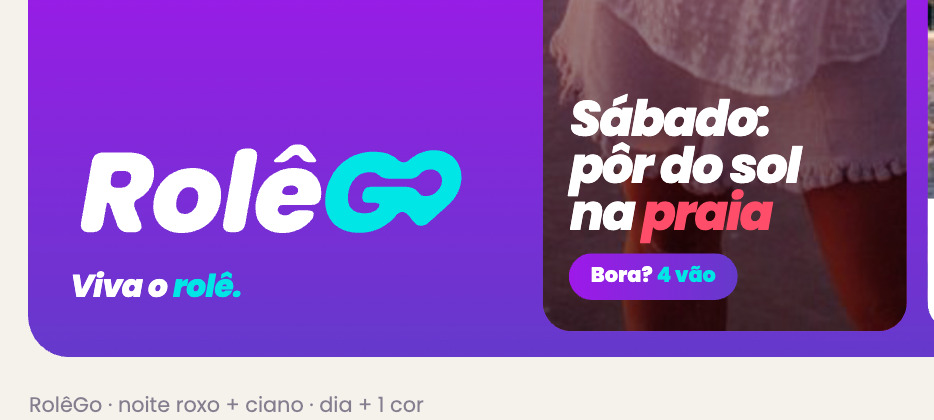 RolêGo
Viva o rolê.
Sábado:
pôr do sol
na praia
Bora? 4 vão
RolêGo · noite roxo + ciano · dia + 1 cor